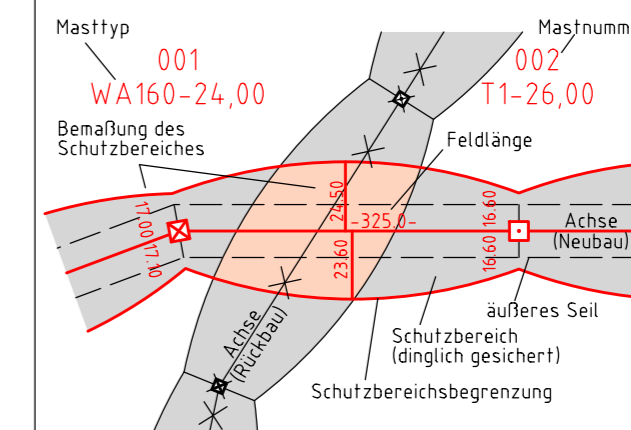 Masttyp
Mastnumm
001
WA160-24,00
002
T1-26,00
Bemaßung des
Schutzbereiches
Feldlänge
24.50
-325.0-
23.60
17.00
17.10
16.60
16.60
Achse
(Neubau)
äußeres Seil
Achse
(Rückbau)
Schutzbereich
(dinglich gesichert)
Schutzbereichsbegrenzung